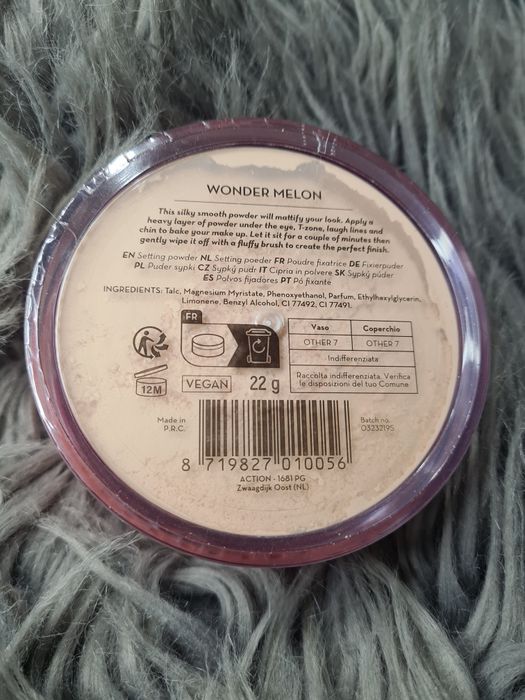 WONDER MELON
This silky smooth powder will mattify your look. Apply a
heavy layer of powder under the eye, T-zone, laugh lines and
chin to bake your make up. Let it sit for a couple of minutes then
gently wipe it off with a fluffy brush to create the perfect finish.
EN Setting powder NL Setting poeder FR Poudre fixatrice DE Fixierpuder
PL Puder sypki CZ Sypký pudr IT Cipria in polvere SK Sypký púder
ES Polvos fijadores PT Pó fixante
INGREDIENTS: Talc, Magnesium Myristate, Phenoxyethanol, Parfum, Ethylhexylglycerin,
Limonene, Benzyl Alcohol, CI 77492, CI 77491.
FR
Vaso Coperchio
OTHER 7 OTHER 7
Indifferenziata
Raccolta indifferenziata. Verifica
le disposizioni del tuo Comune
12M
VEGAN
22 g
Made in
P.R.C.
Batch no.
03232195
8 719827 010056
ACTION - 1681 PG
Zwaagdijk Oost (NL)